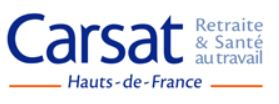 Carsat Retraite
& Santé
au travail
Hauts-de-France